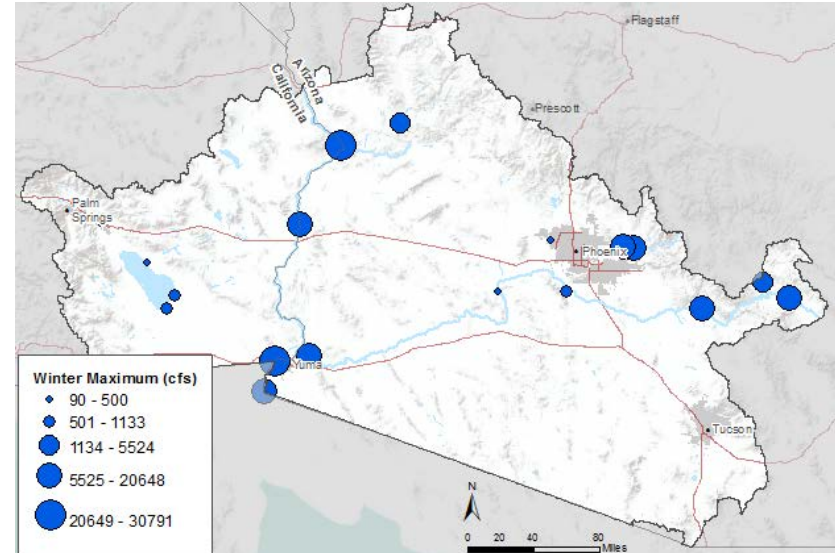 Flagstaff
Arizona
California
Prescott
Palm
Springs
Phoenix
Yuma
Tucson
Winter Maximum (cfs)
90 - 500
501 - 1133
1134 - 5524
5525 - 20648
20649 - 30791
N
0 20 40 80
Miles